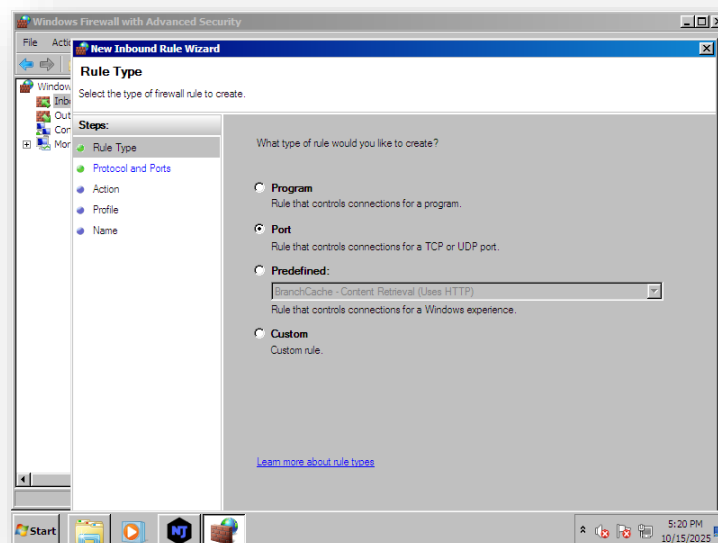 Windows Firewall with Advanced Security
File
New Inbound Rule Wizard
Rule Type
Select the type of firewall rule to create.
Steps:
Rule Type
Protocol and Ports
Action
Profile
Name
What type of rule would you like to create?
Program
Rule that controls connections for a program.
Port
Rule that controls connections for a TCP or UDP port.
Predefined:
BranchCache - Content Retrieval (Uses HTTP)
Rule that controls connections for a Windows experience.
Custom
Custom rule.
Learn more about rule types
Start
NJ
5:20 PM
10/15/2025